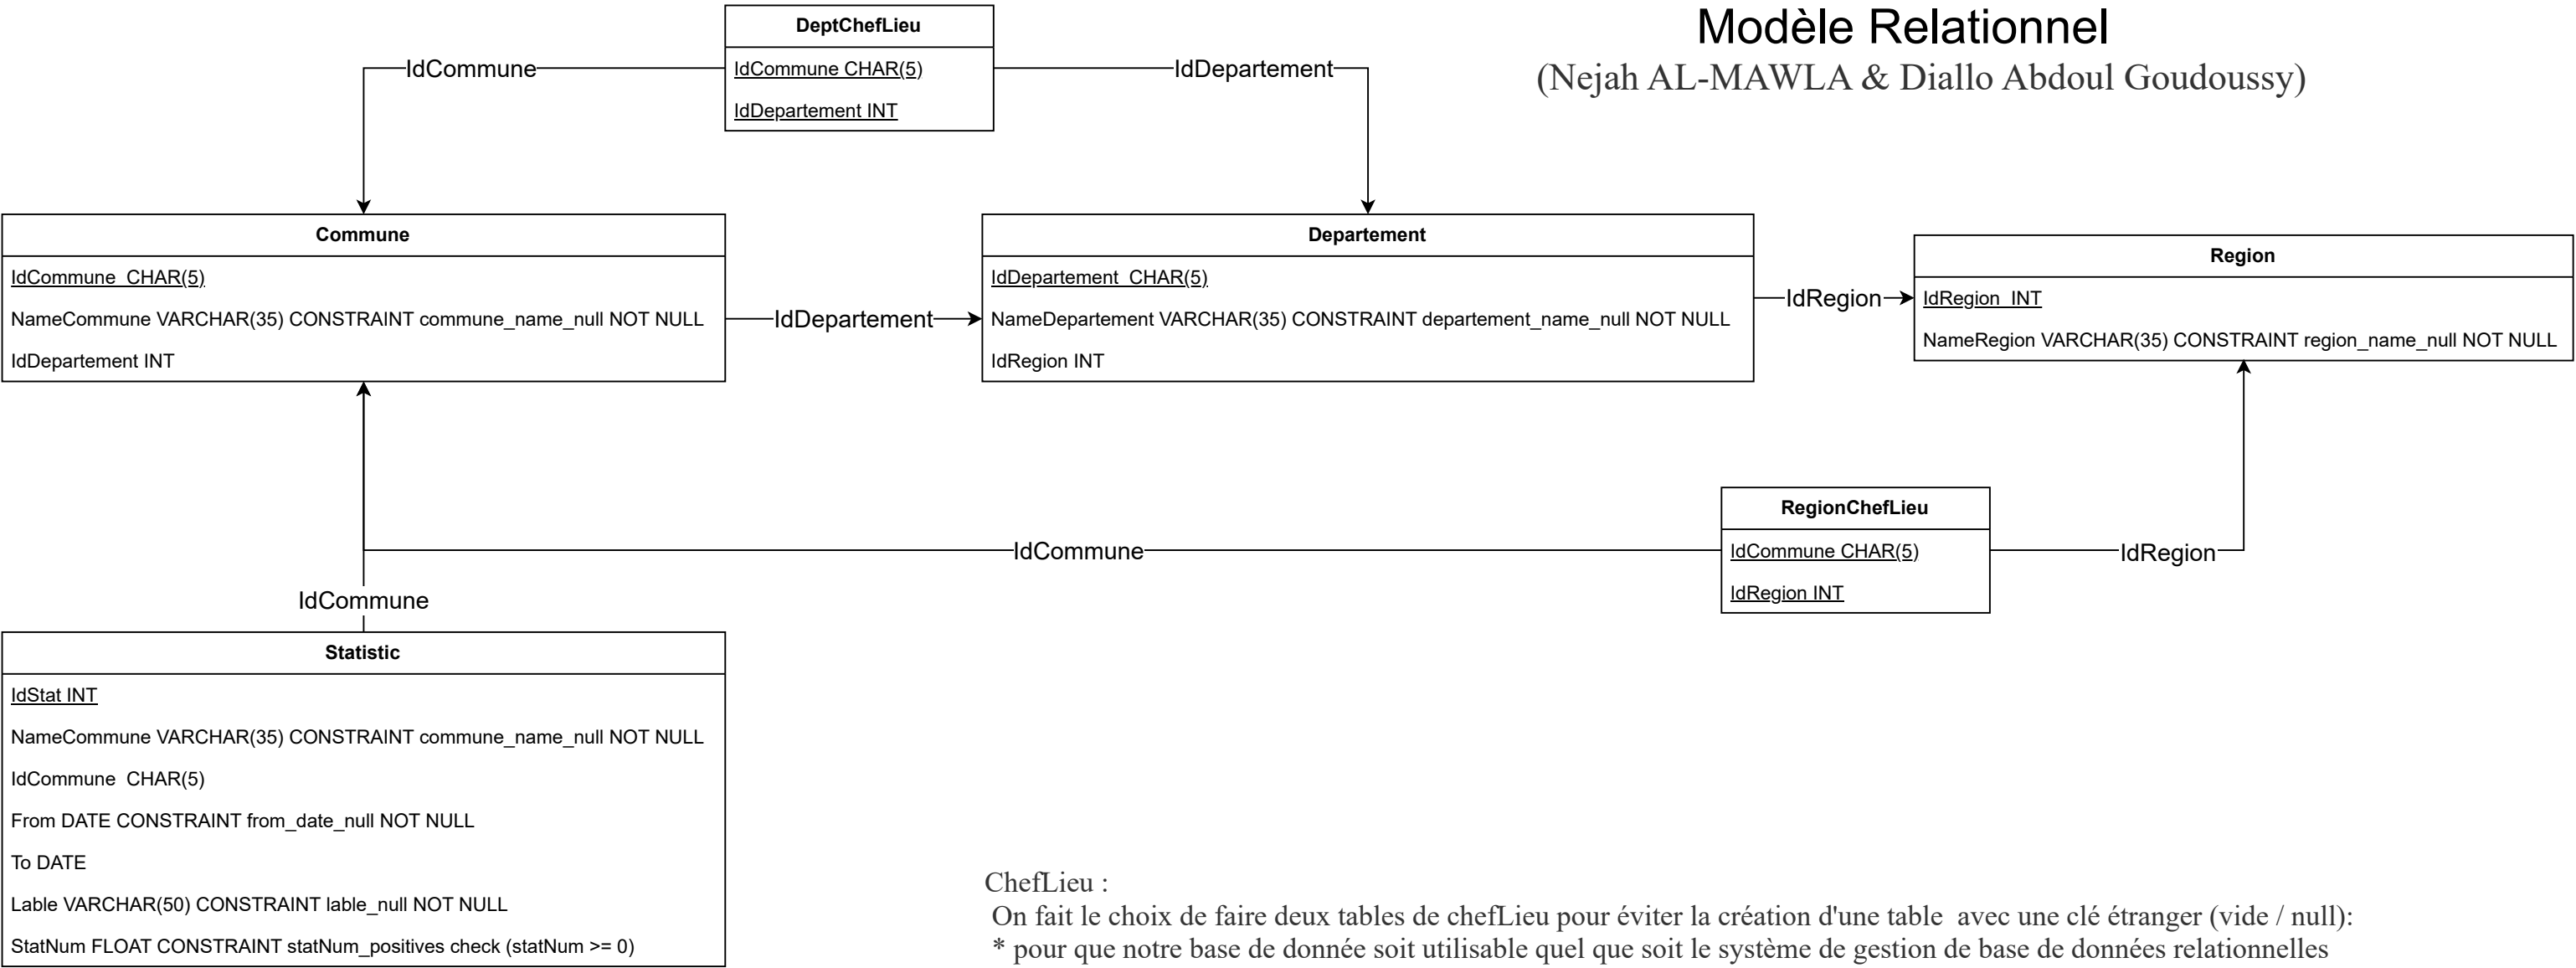 Modèle Relationnel
(Nejah AL-MAWLA & Diallo Abdoul Goudoussy)
DeptChefLieu
IdCommune CHAR(5)
IdDepartement INT
IdCommune
IdDepartement
Commune
IdCommune CHAR(5)
NameCommune VARCHAR(35) CONSTRAINT commune_name_null NOT NULL
IdDepartement INT
IdDepartement
Departement
IdDepartement CHAR(5)
NameDepartement VARCHAR(35) CONSTRAINT departement_name_null NOT NULL
IdRegion INT
IdRegion
Region
IdRegion INT
NameRegion VARCHAR(35) CONSTRAINT region_name_null NOT NULL
RegionChefLieu
IdCommune CHAR(5)
IdRegion INT
IdCommune
IdRegion
IdCommune
Statistic
IdStat INT
NameCommune VARCHAR(35) CONSTRAINT commune_name_null NOT NULL
IdCommune CHAR(5)
From DATE CONSTRAINT from_date_null NOT NULL
To DATE
Lable VARCHAR(50) CONSTRAINT lable_null NOT NULL
StatNum FLOAT CONSTRAINT statNum_positives check (statNum >= 0)
ChefLieu :
On fait le choix de faire deux tables de chefLieu pour éviter la création d'une table avec une clé étranger (vide / null):
* pour que notre base de donnée soit utilisable quel que soit le système de gestion de base de données relationnelles